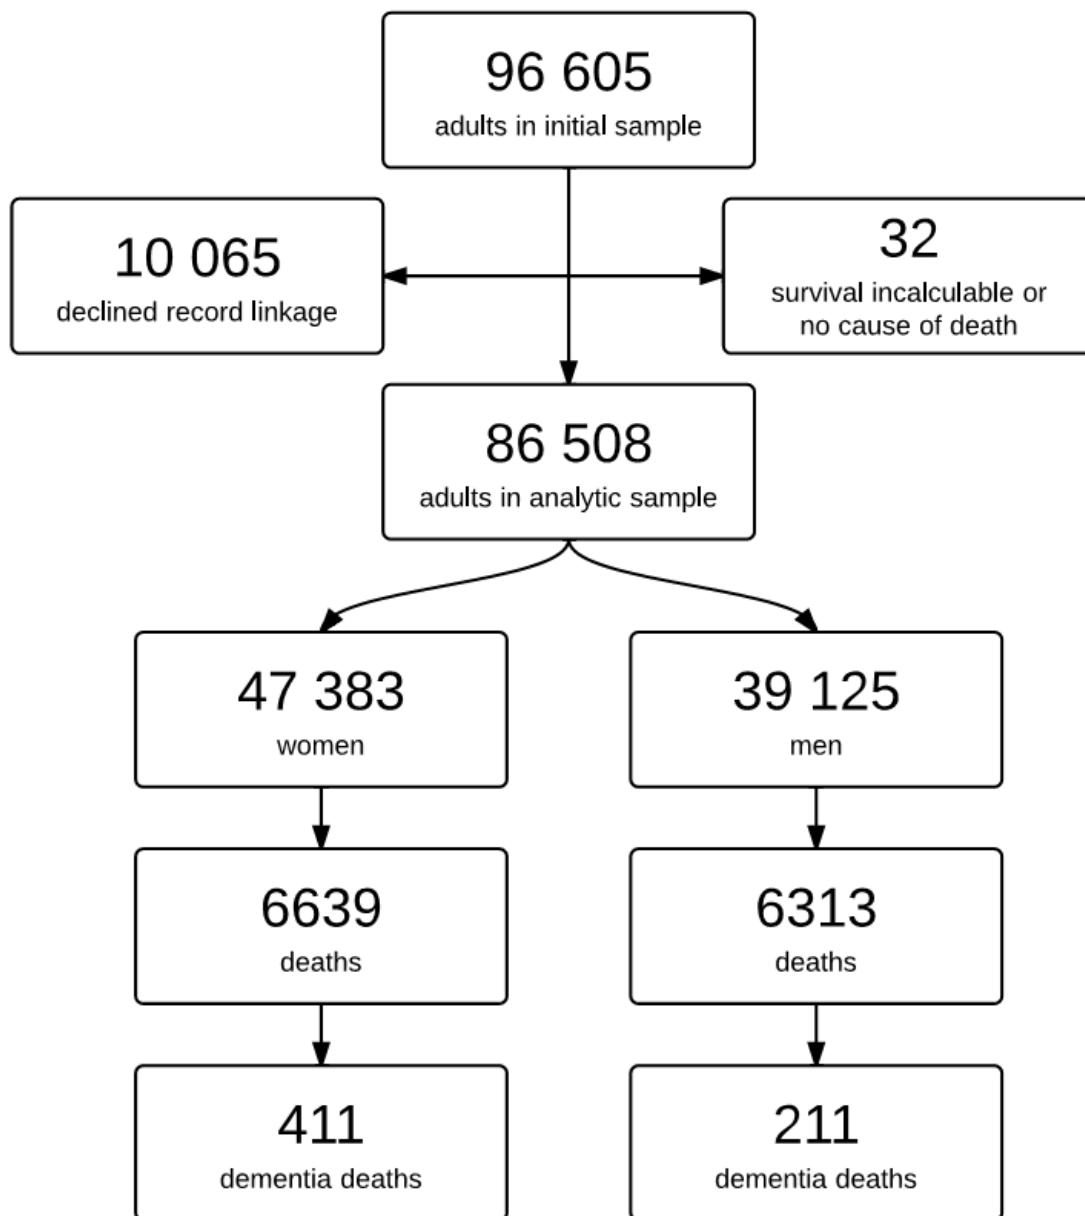 96 605
adults in initial sample
10 065
declined record linkage
32
survival incalculable or
no cause of death
86 508
adults in analytic sample
47 383
women
39 125
men
6639
deaths
6313
deaths
411
dementia deaths
211
dementia deaths